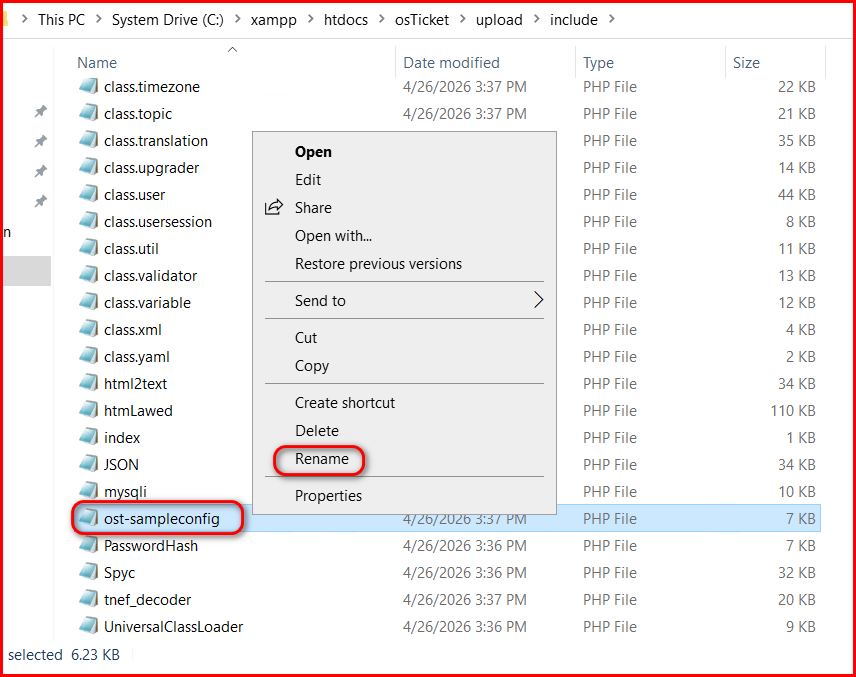 This PC > System Drive (C:) > xampp > htdocs > osTicket > upload > include >
Name Date modified Type Size
class.timezone 4/26/2026 3:37 PM PHP File 22 KB
class.topic 4/26/2026 3:37 PM PHP File 21 KB
class.translation PHP File 35 KB
class.upgrader PHP File 14 KB
class.user PHP File 44 KB
class.usersession PHP File 8 KB
n
class.util PHP File 11 KB
class.validator PHP File 13 KB
class.variable PHP File 12 KB
class.xml PHP File 4 KB
class.yaml PHP File 2 KB
html2text PHP File 34 KB
htmLawed PHP File 110 KB
index PHP File 1 KB
JSON PHP File 34 KB
mysqli PHP File 10 KB
ost-sampleconfig 4/26/2026 3:37 PM PHP File 7 KB
PasswordHash 4/26/2026 3:36 PM PHP File 7 KB
Spyc 4/26/2026 3:36 PM PHP File 32 KB
tnef_decoder 4/26/2026 3:37 PM PHP File 20 KB
UniversalClassLoader 4/26/2026 3:36 PM PHP File 9 KB
Open
Edit
Share
Open with...
Restore previous versions
Send to
Cut
Copy
Create shortcut
Delete
Rename
Properties
selected 6.23 KB